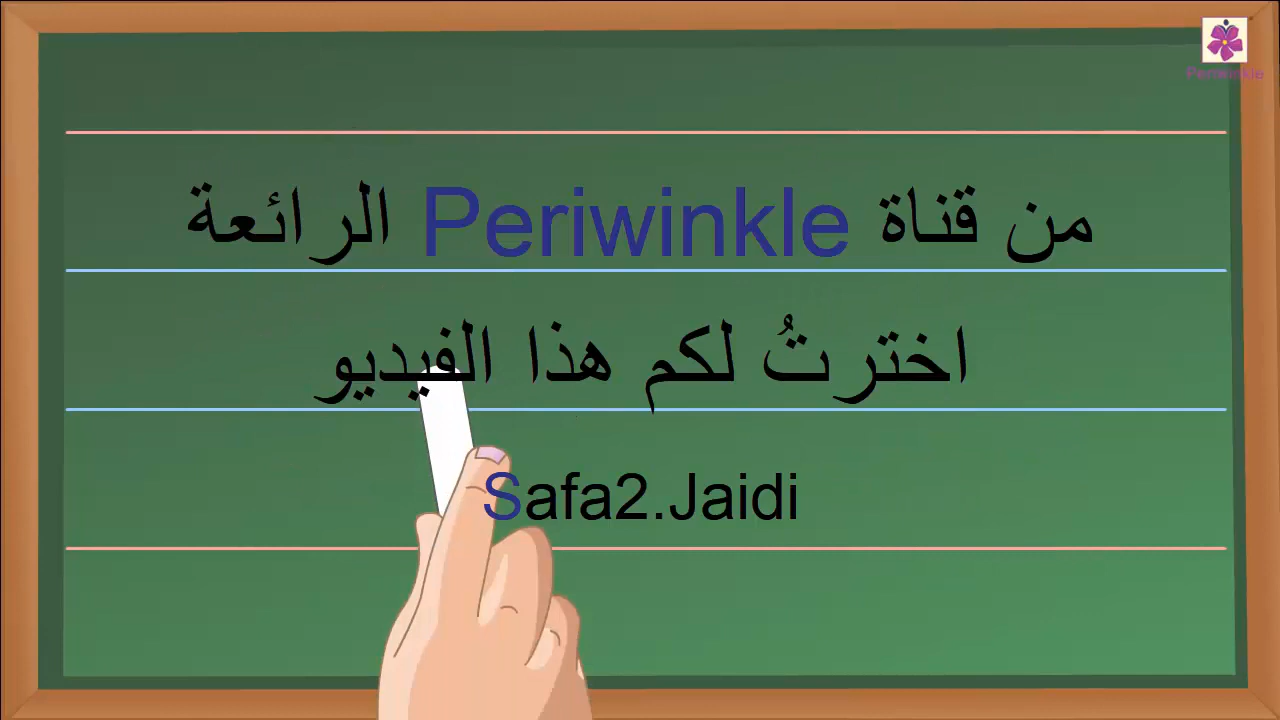 Periwinkle
من قناة Periwinkle الرائعة
اخترتُ لكم هذا الفيديو
Safa2.Jaidi